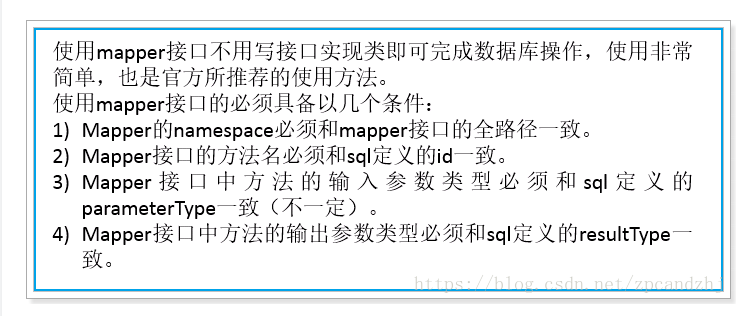 使用mapper接口不用写接口实现类即可完成数据库操作，使用非常
简单，也是官方所推荐的使用方法。
使用mapper接口的必须具备以几个条件：
1) Mapper的namespace必须和mapper接口的全路径一致。
2) Mapper接口的方法名必须和sql定义的id一致。
3) Mapper接口中方法的输入参数类型必须和sql定义的
parameterType一致（不一定）。
4) Mapper接口中方法的输出参数类型必须和sql定义的resultType一
致。
https://blog.csdn.net/zpcandzhj